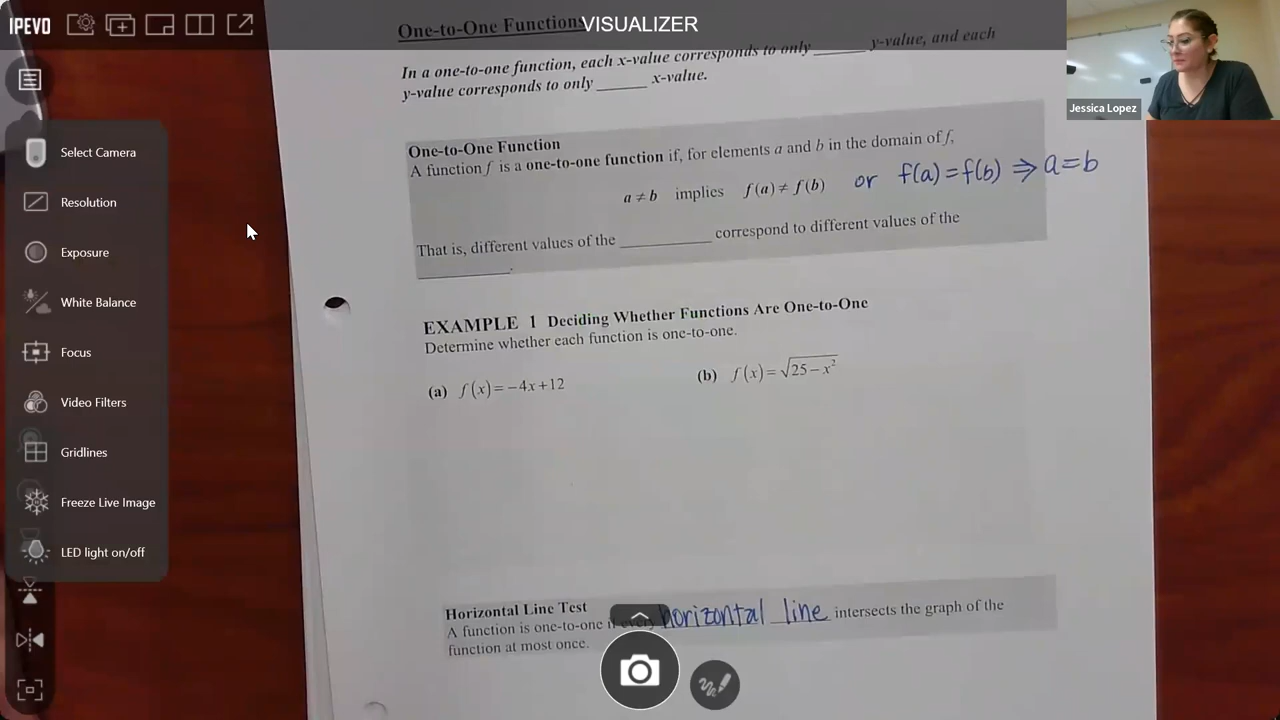 IPEVO
VISUALIZER
Jessica Lopez
Select Camera
Resolution
Exposure
White Balance
Focus
Video Filters
Gridlines
Freeze Live Image
LED light on/off
One-to-One Functions
In a one-to-one function, each x-value corresponds to only ______ y-value, and each
y-value corresponds to only ______ x-value.
One-to-One Function
A function f is a one-to-one function if, for elements a and b in the domain of f,
a ≠ b implies f(a) ≠ f(b) or f(a) = f(b) ⇒ a = b
That is, different values of the __________ correspond to different values of the
__________.
EXAMPLE 1 Deciding Whether Functions Are One-to-One
Determine whether each function is one-to-one.
(a) f(x) = −4x+12 (b) f(x) = √25−x²
Horizontal Line Test
A function is one-to-one if every horizontal line intersects the graph of the
function at most once.